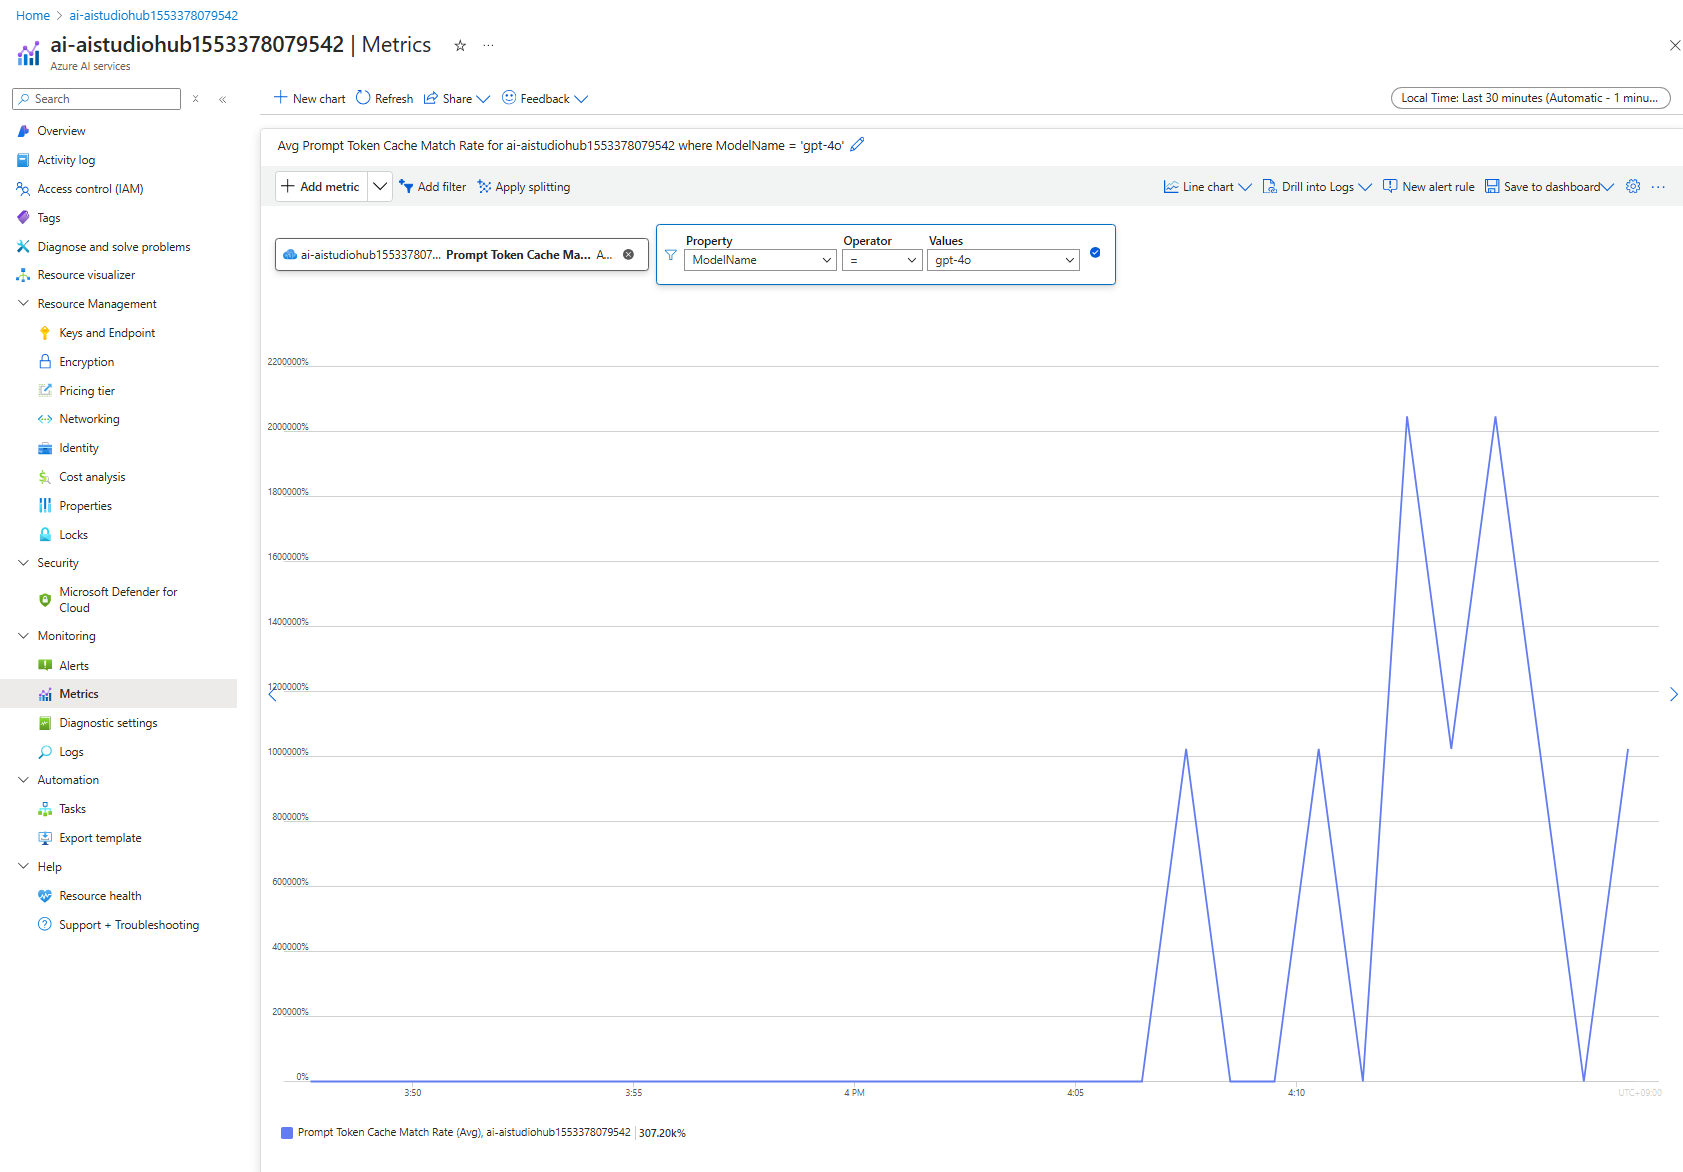 Home > ai-aistudiohub1553378079542
ai-aistudiohub1553378079542 | Metrics
Azure AI services
Search
New chart Refresh Share Feedback
Local Time: Last 30 minutes (Automatic - 1 minu...
Overview
Activity log
Access control (IAM)
Tags
Diagnose and solve problems
Resource visualizer
Resource Management
Keys and Endpoint
Encryption
Pricing tier
Networking
Identity
Cost analysis
Properties
Locks
Security
Microsoft Defender for
Cloud
Monitoring
Alerts
Metrics
Diagnostic settings
Logs
Automation
Tasks
Export template
Help
Resource health
Support + Troubleshooting
Avg Prompt Token Cache Match Rate for ai-aistudiohub1553378079542 where ModelName = 'gpt-4o'
Add metric Add filter Apply splitting
Line chart Drill into Logs New alert rule Save to dashboard ...
ai-aistudiohub155337807... Prompt Token Cache Ma... A...
Property Operator Values
ModelName = gpt-4o
2200000%
2000000%
1800000%
1600000%
1400000%
1200000%
1000000%
800000%
600000%
400000%
200000%
0%
3:50 3:55 4 PM 4:05 4:10 UTC+09:00
Prompt Token Cache Match Rate (Avg), ai-aistudiohub1553378079542 | 307.20k%